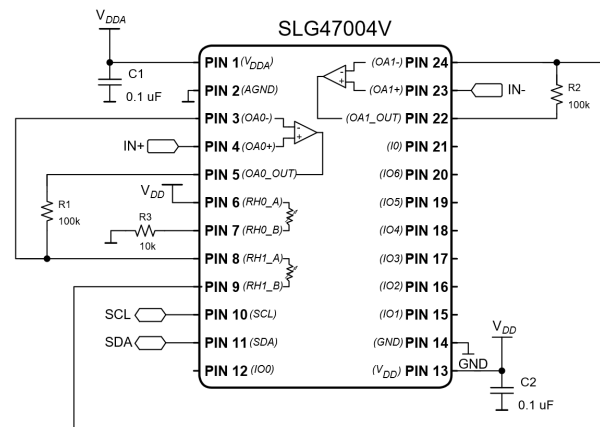 SLG47004V
VDDA
C1
0.1 uF
IN+
VDD
R1
100k
R3
10k
SCL
SDA
PIN 1 (VDDA)
PIN 2 (AGND)
PIN 3 (OA0-)
PIN 4 (OA0+)
PIN 5 (OA0_OUT)
PIN 6 (RH0_A)
PIN 7 (RH0_B)
PIN 8 (RH1_A)
PIN 9 (RH1_B)
PIN 10 (SCL)
PIN 11 (SDA)
PIN 12 (IO0)
- +
- +
(OA1-) PIN 24
(OA1+) PIN 23
(OA1_OUT) PIN 22
(I0) PIN 21
(IO6) PIN 20
(IO5) PIN 19
(IO4) PIN 18
(IO3) PIN 17
(IO2) PIN 16
(IO1) PIN 15
(GND) PIN 14
(VDD) PIN 13
IN-
R2
100k
VDD
GND
C2
0.1 uF